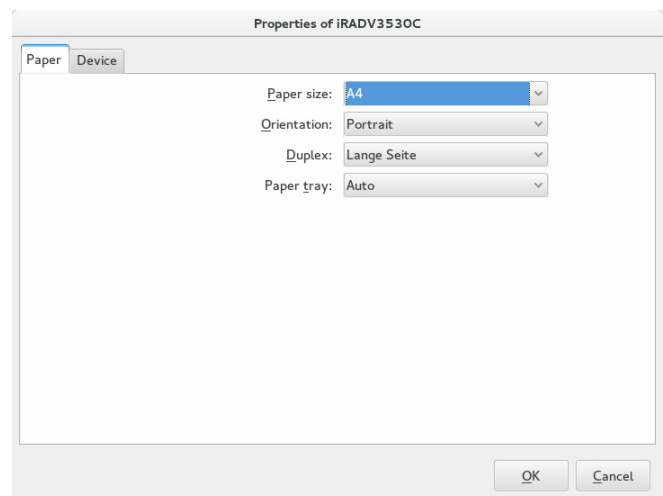 Properties of iRADV3530C
Paper Device
Paper size: A4
Orientation: Portrait
Duplex: Lange Seite
Paper tray: Auto
OK Cancel